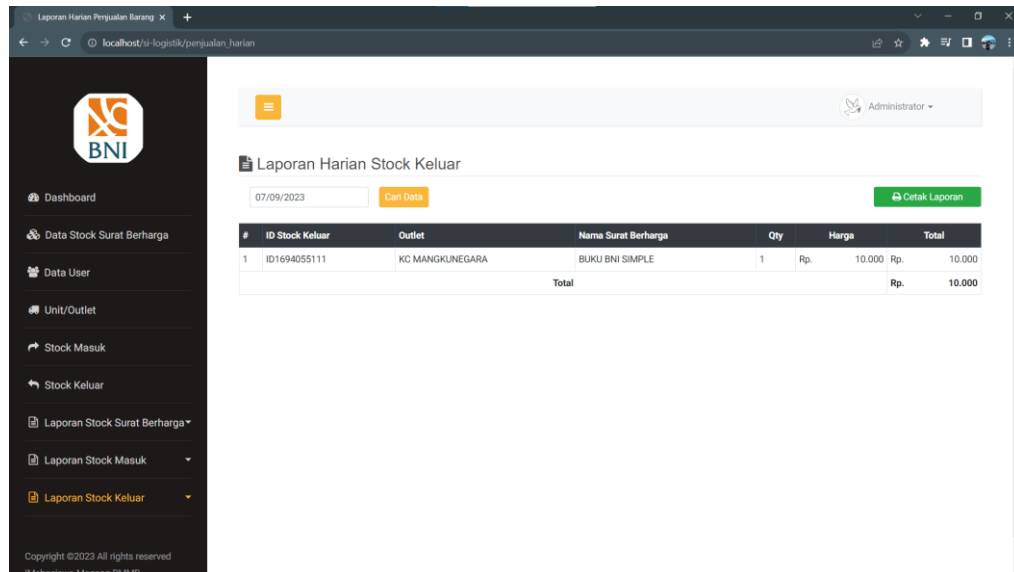 Laporan Harian Penjualan Barang
localhost/si-logistik/penjualan_harian
BNI
Administrator
Laporan Harian Stock Keluar
07/09/2023 Cari Data Cetak Laporan
Dashboard
Data Stock Surat Berharga
Data User
Unit/Outlet
Stock Masuk
Stock Keluar
Laporan Stock Surat Berharga
Laporan Stock Masuk
Laporan Stock Keluar
# ID Stock Keluar Outlet Nama Surat Berharga Qty Harga Total
1 ID1694055111 KC MANGKUNEGARA BUKU BNI SIMPLE 1 Rp. 10.000 Rp. 10.000
Total Rp. 10.000
Copyright ©2023 All rights reserved